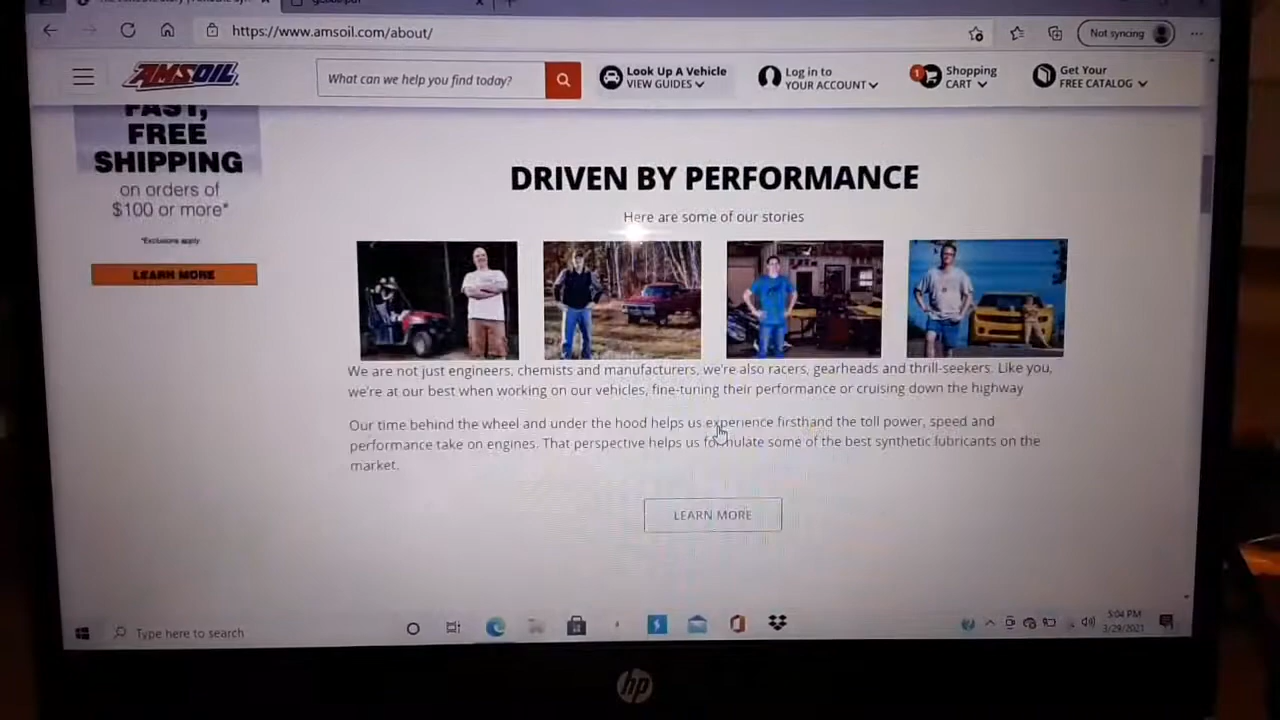 https://www.amsoil.com/about/
Not syncing
AMSOIL
What can we help you find today?
Look Up A Vehicle
VIEW GUIDES
Log in to
YOUR ACCOUNT
1
Shopping
CART
Get Your
FREE CATALOG
FAST,
FREE
SHIPPING
on orders of
$100 or more*
*Exclusions apply
LEARN MORE
DRIVEN BY PERFORMANCE
Here are some of our stories
We are not just engineers, chemists and manufacturers, we're also racers, gearheads and thrill-seekers. Like you,
we're at our best when working on our vehicles, fine-tuning their performance or cruising down the highway
Our time behind the wheel and under the hood helps us experience firsthand the toll power, speed and
performance take on engines. That perspective helps us formulate some of the best synthetic lubricants on the
market.
LEARN MORE
Type here to search
5:04 PM
3/29/2021
hp